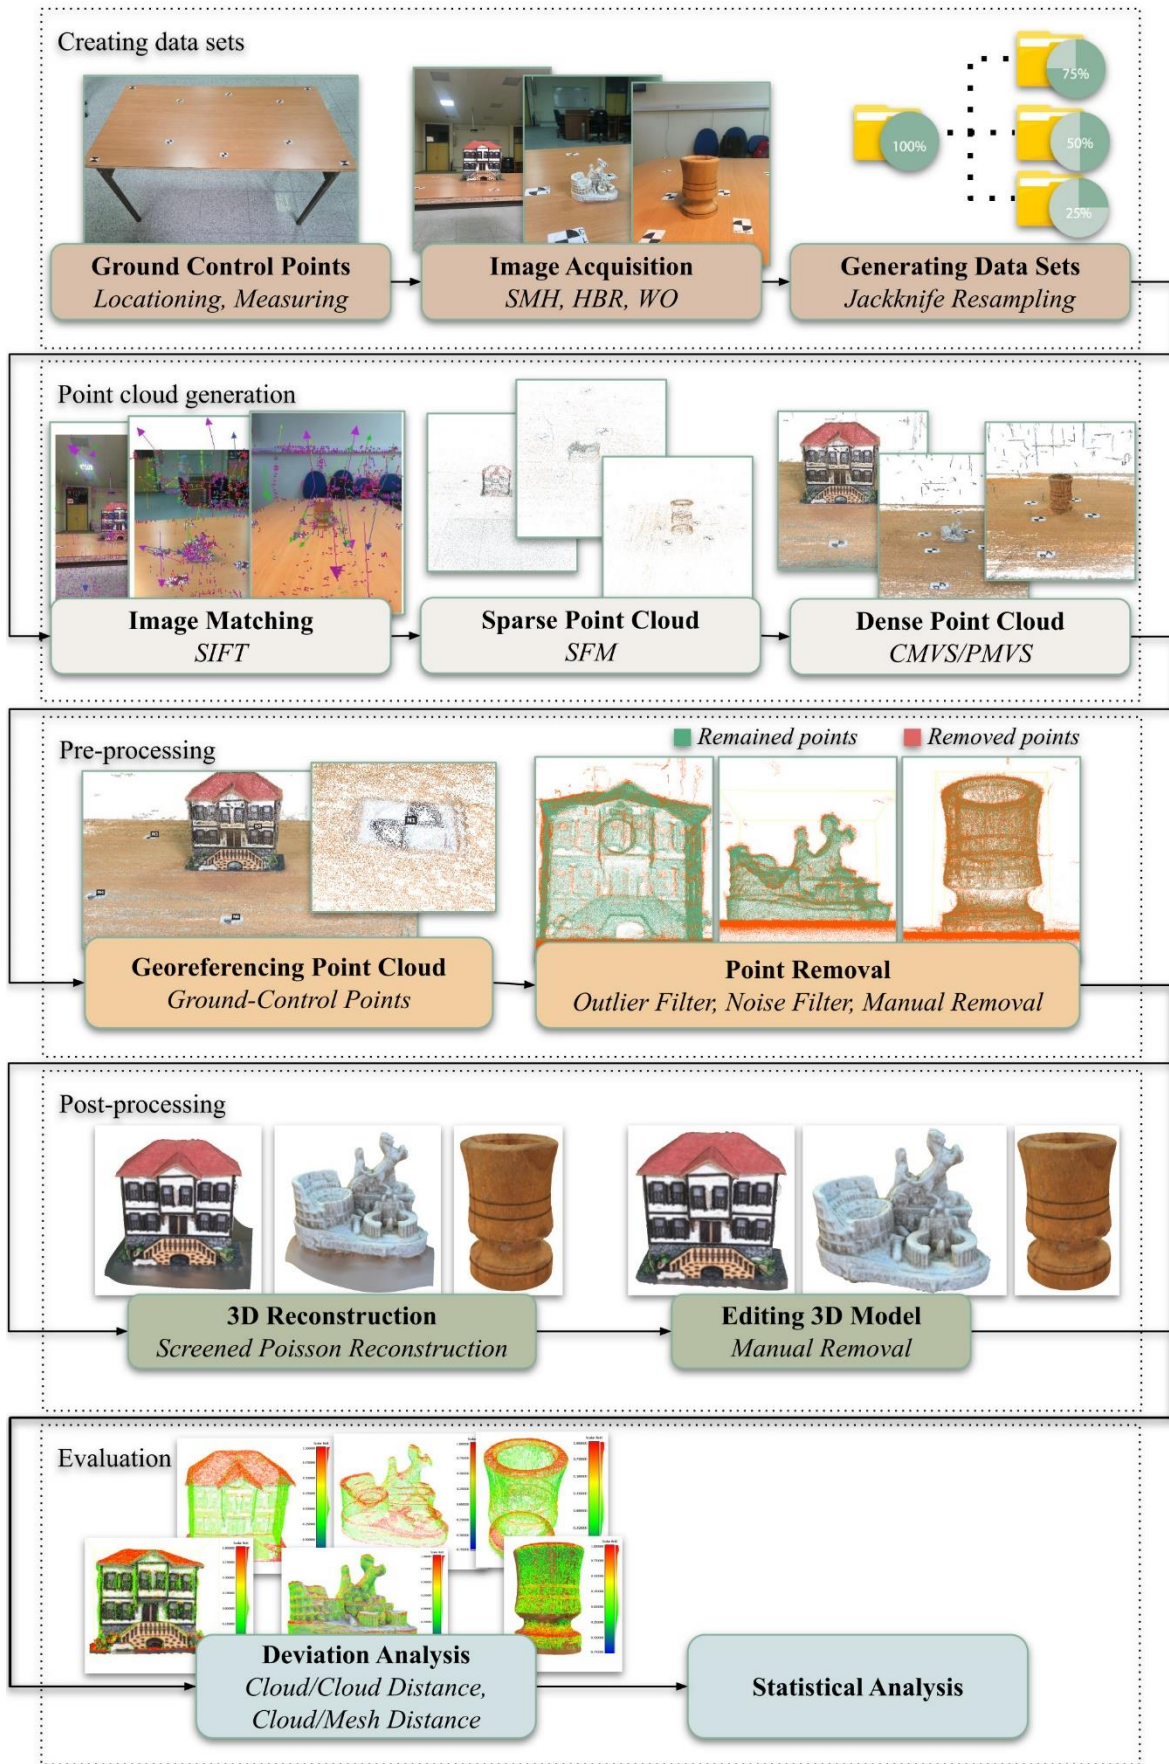 Creating data sets
75%
100%
50%
25%
Ground Control Points
Locationing, Measuring
Image Acquisition
SMH, HBR, WO
Generating Data Sets
Jackknife Resampling
Point cloud generation
Image Matching
SIFT
Sparse Point Cloud
SFM
Dense Point Cloud
CMVS/PMVS
Pre-processing
Remained points
Removed points
Georeferencing Point Cloud
Ground-Control Points
Point Removal
Outlier Filter, Noise Filter, Manual Removal
Post-processing
3D Reconstruction
Screened Poisson Reconstruction
Editing 3D Model
Manual Removal
Evaluation
Deviation Analysis
Cloud/Cloud Distance,
Cloud/Mesh Distance
Statistical Analysis